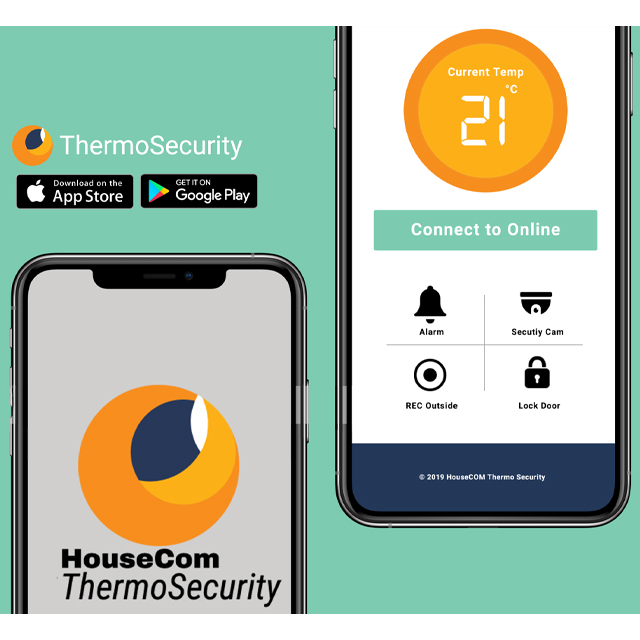 ThermoSecurity
Download on the
App Store
GET IT ON
Google Play
HouseCom
ThermoSecurity
Current Temp
21 °C
Connect to Online
Alarm
Secutiy Cam
REC Outside
Lock Door
© 2019 HouseCOM Thermo Security